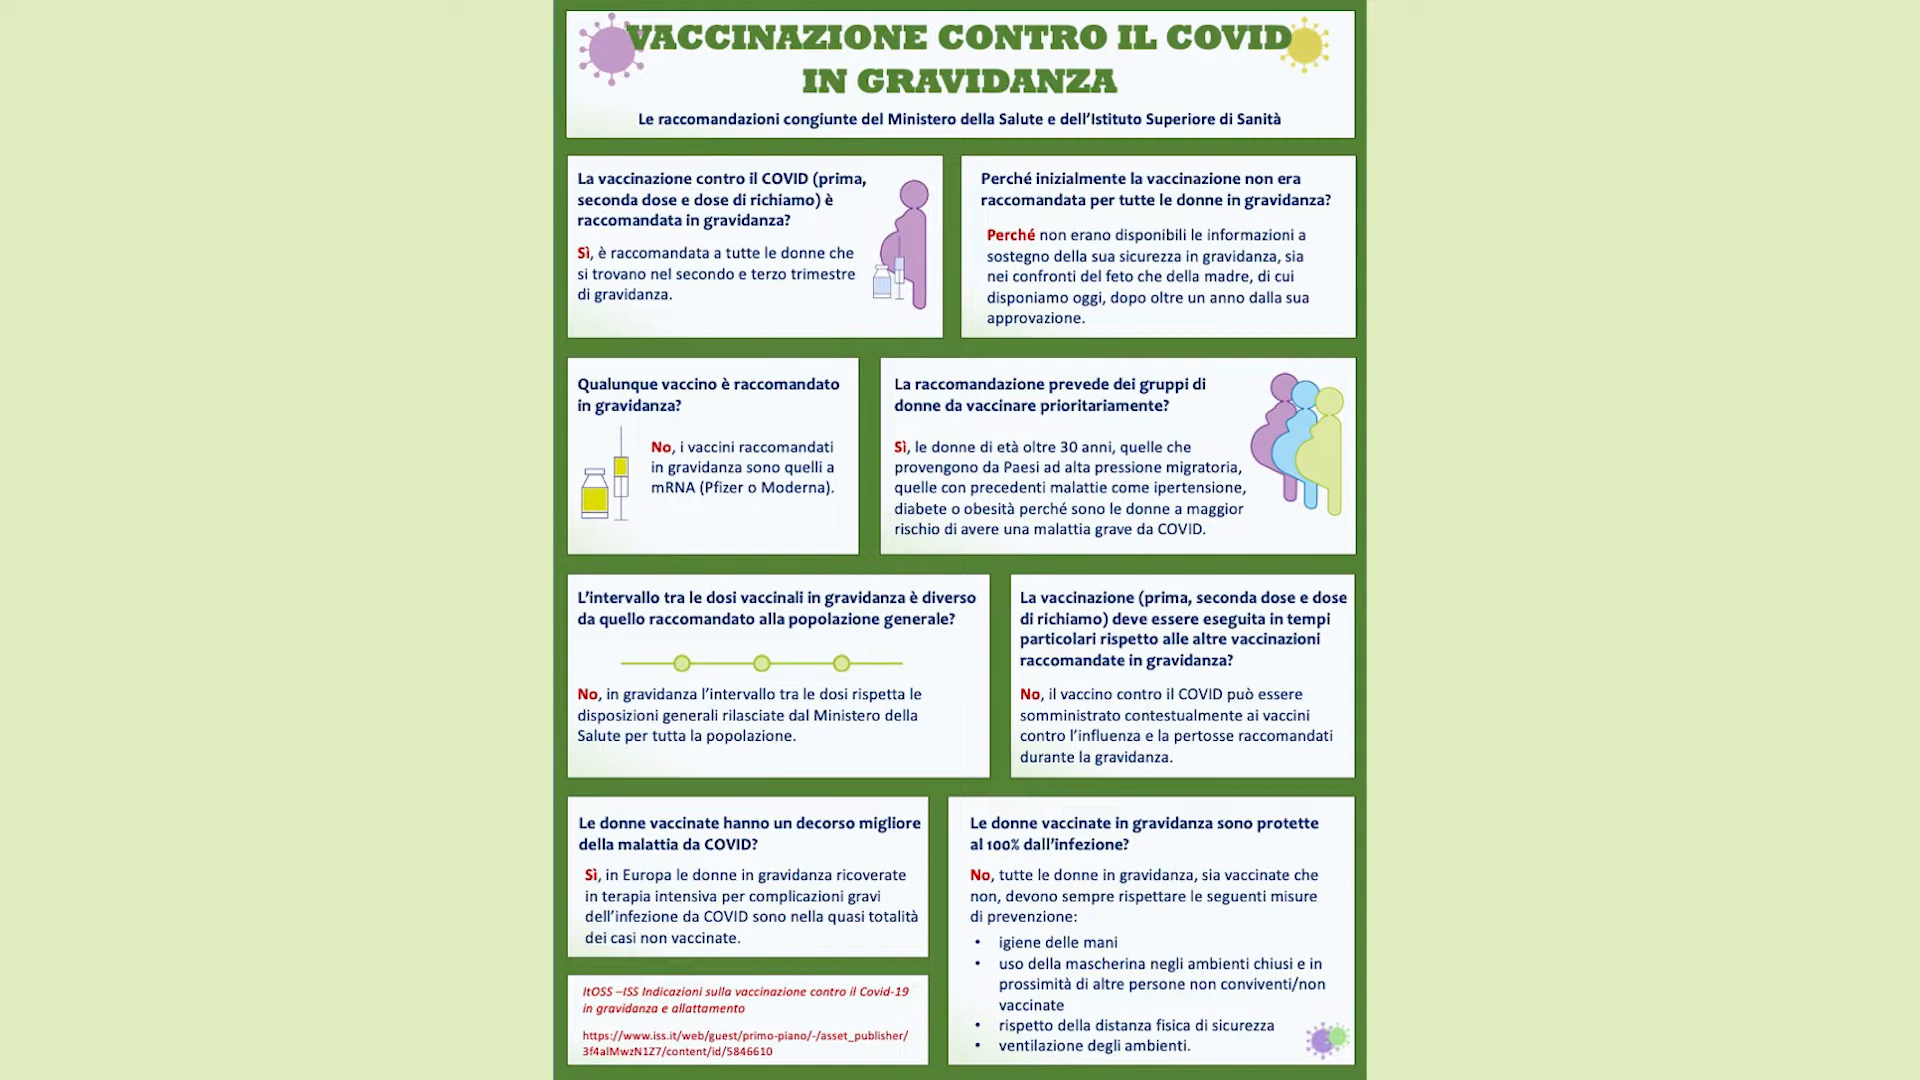 VACCINAZIONE CONTRO IL COVID
IN GRAVIDANZA
Le raccomandazioni congiunte del Ministero della Salute e dell'Istituto Superiore di Sanità
La vaccinazione contro il COVID (prima,
seconda dose e dose di richiamo) è
raccomandata in gravidanza?
Sì, è raccomandata a tutte le donne che
si trovano nel secondo e terzo trimestre
di gravidanza.
Perché inizialmente la vaccinazione non era
raccomandata per tutte le donne in gravidanza?
Perché non erano disponibili le informazioni a
sostegno della sua sicurezza in gravidanza, sia
nei confronti del feto che della madre, di cui
disponiamo oggi, dopo oltre un anno dalla sua
approvazione.
Qualunque vaccino è raccomandato
in gravidanza?
No, i vaccini raccomandati
in gravidanza sono quelli a
mRNA (Pfizer o Moderna).
La raccomandazione prevede dei gruppi di
donne da vaccinare prioritariamente?
Sì, le donne di età oltre 30 anni, quelle che
provengono da Paesi ad alta pressione migratoria,
quelle con precedenti malattie come ipertensione,
diabete o obesità perché sono le donne a maggior
rischio di avere una malattia grave da COVID.
L'intervallo tra le dosi vaccinali in gravidanza è diverso
da quello raccomandato alla popolazione generale?
No, in gravidanza l'intervallo tra le dosi rispetta le
disposizioni generali rilasciate dal Ministero della
Salute per tutta la popolazione.
La vaccinazione (prima, seconda dose e dose
di richiamo) deve essere eseguita in tempi
particolari rispetto alle altre vaccinazioni
raccomandate in gravidanza?
No, il vaccino contro il COVID può essere
somministrato contestualmente ai vaccini
contro l'influenza e la pertosse raccomandati
durante la gravidanza.
Le donne vaccinate hanno un decorso migliore
della malattia da COVID?
Sì, in Europa le donne in gravidanza ricoverate
in terapia intensiva per complicazioni gravi
dell'infezione da COVID sono nella quasi totalità
dei casi non vaccinate.
ItOSS –ISS Indicazioni sulla vaccinazione contro il Covid-19
in gravidanza e allattamento
https://www.iss.it/web/guest/primo-piano/-/asset_publisher/
3f4alMwzN1Z7/content/id/5846610
Le donne vaccinate in gravidanza sono protette
al 100% dall'infezione?
No, tutte le donne in gravidanza, sia vaccinate che
non, devono sempre rispettare le seguenti misure
di prevenzione:
• igiene delle mani
• uso della mascherina negli ambienti chiusi e in
prossimità di altre persone non conviventi/non
vaccinate
• rispetto della distanza fisica di sicurezza
• ventilazione degli ambienti.